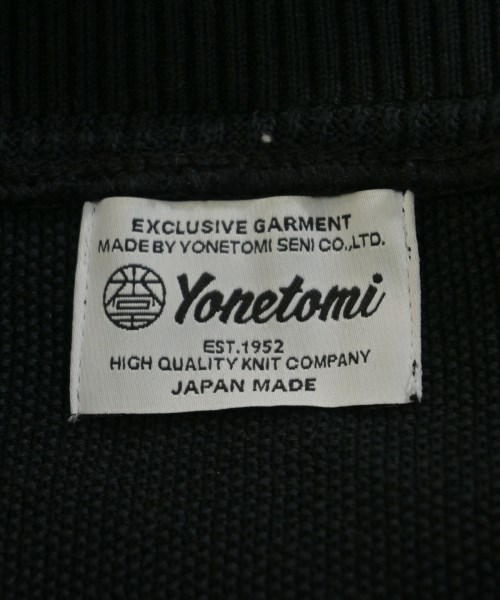 EXCLUSIVE GARMENT
MADE BY YONETOMI SENI CO.,LTD.
Yonetomi
EST.1952
HIGH QUALITY KNIT COMPANY
JAPAN MADE